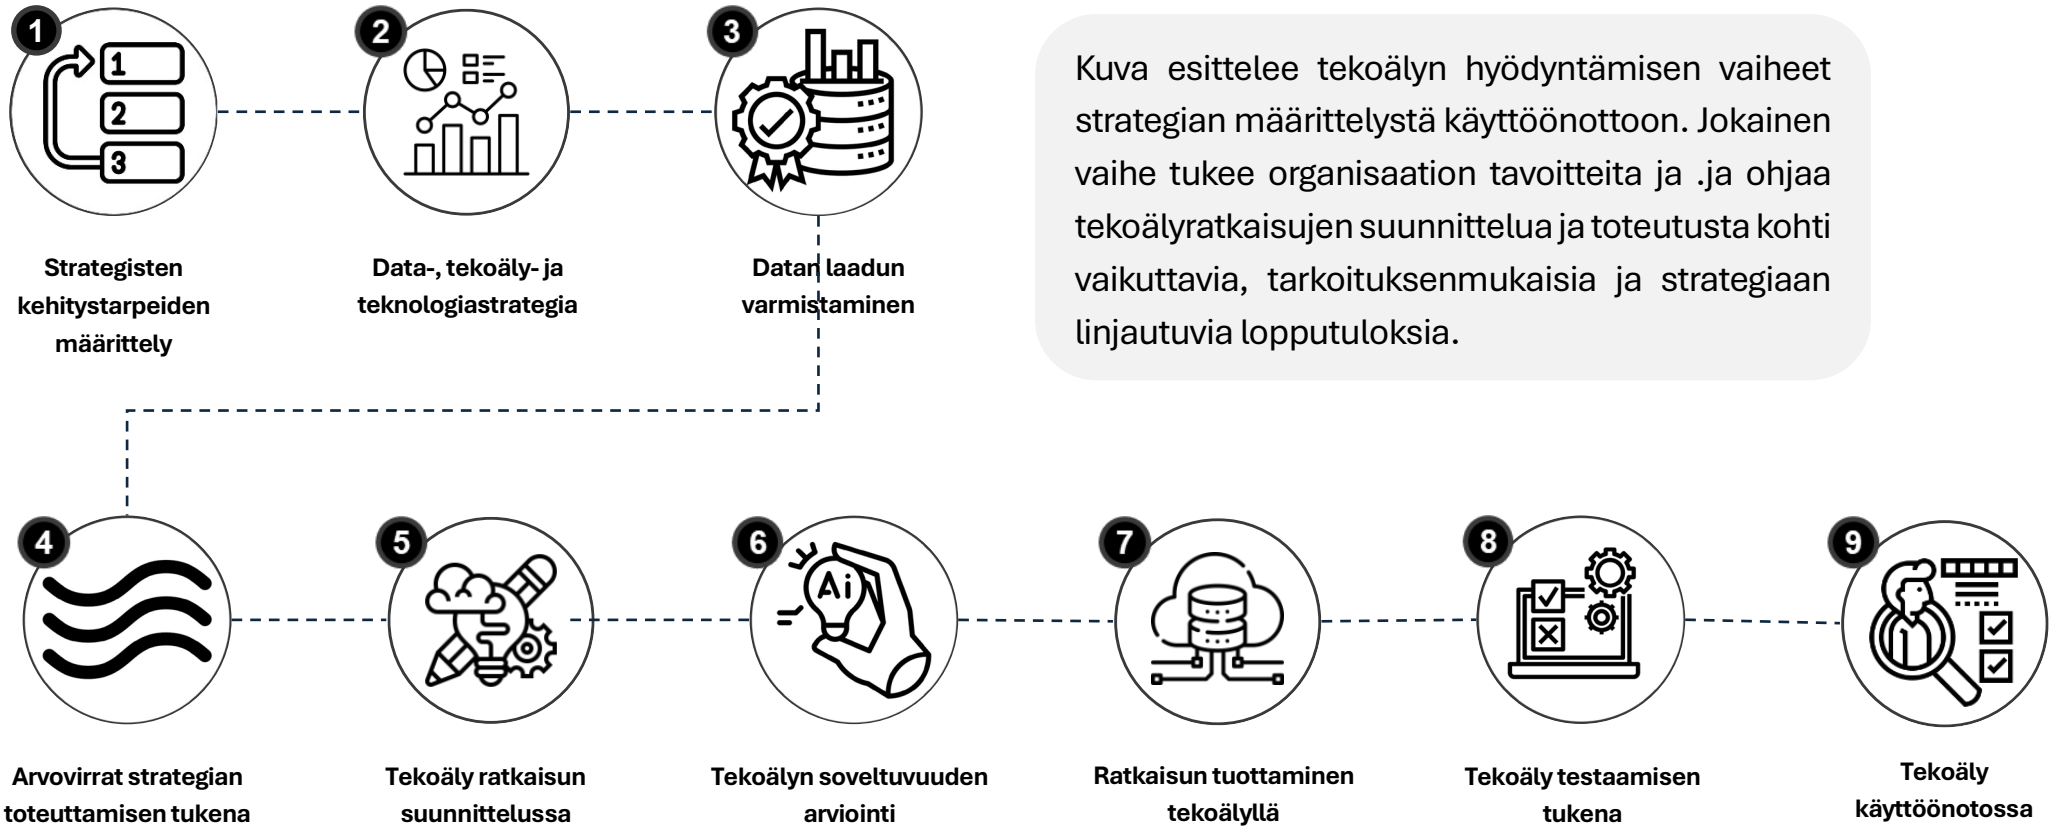 1
1
2
3
Strategisten
kehitystarpeiden
määrittely
2
Data-, tekoäly- ja
teknologiastrategia
3
Datan laadun
varmistaminen
Kuva esittelee tekoälyn hyödyntämisen vaiheet
strategian määrittelystä käyttöönottoon. Jokainen
vaihe tukee organisaation tavoitteita ja .ja ohjaa
tekoälyratkaisujen suunnittelua ja toteutusta kohti
vaikuttavia, tarkoituksenmukaisia ja strategiaan
linjautuvia lopputuloksia.
4
Arvovirrat strategian
toteuttamisen tukena
5
Tekoäly ratkaisun
suunnittelussa
6
Ai
Tekoälyn soveltuvuuden
arviointi
7
Ratkaisun tuottaminen
tekoälyllä
8
Tekoäly testaamisen
tukena
9
Tekoäly
käyttöönotossa